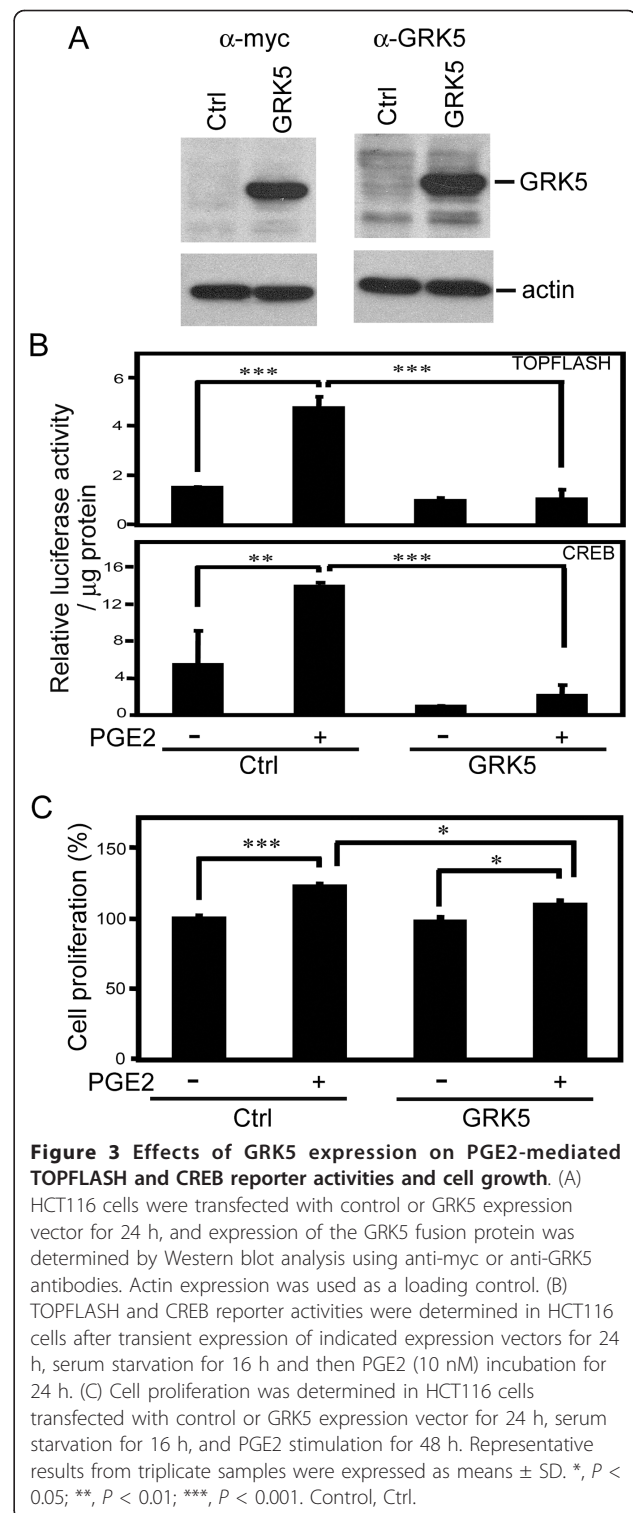 A
α-myc
α-GRK5
Ctrl
GRK5
Ctrl
GRK5
GRK5
actin
B
Relative luciferase activity
/ μg protein
TOPFLASH
6
4
2
0
***
***
CREB
16
12
8
4
0
**
***
PGE2
−
+
−
+
Ctrl
GRK5
C
Cell proliferation (%)
150
100
50
0
***
*
*
PGE2
−
+
−
+
Ctrl
GRK5
Figure 3 Effects of GRK5 expression on PGE2-mediated
TOPFLASH and CREB reporter activities and cell growth. (A)
HCT116 cells were transfected with control or GRK5 expression
vector for 24 h, and expression of the GRK5 fusion protein was
determined by Western blot analysis using anti-myc or anti-GRK5
antibodies. Actin expression was used as a loading control. (B)
TOPFLASH and CREB reporter activities were determined in HCT116
cells after transient expression of indicated expression vectors for 24
h, serum starvation for 16 h and then PGE2 (10 nM) incubation for
24 h. (C) Cell proliferation was determined in HCT116 cells
transfected with control or GRK5 expression vector for 24 h, serum
starvation for 16 h, and PGE2 stimulation for 48 h. Representative
results from triplicate samples were expressed as means ± SD. *, P <
0.05; **, P < 0.01; ***, P < 0.001. Control, Ctrl.